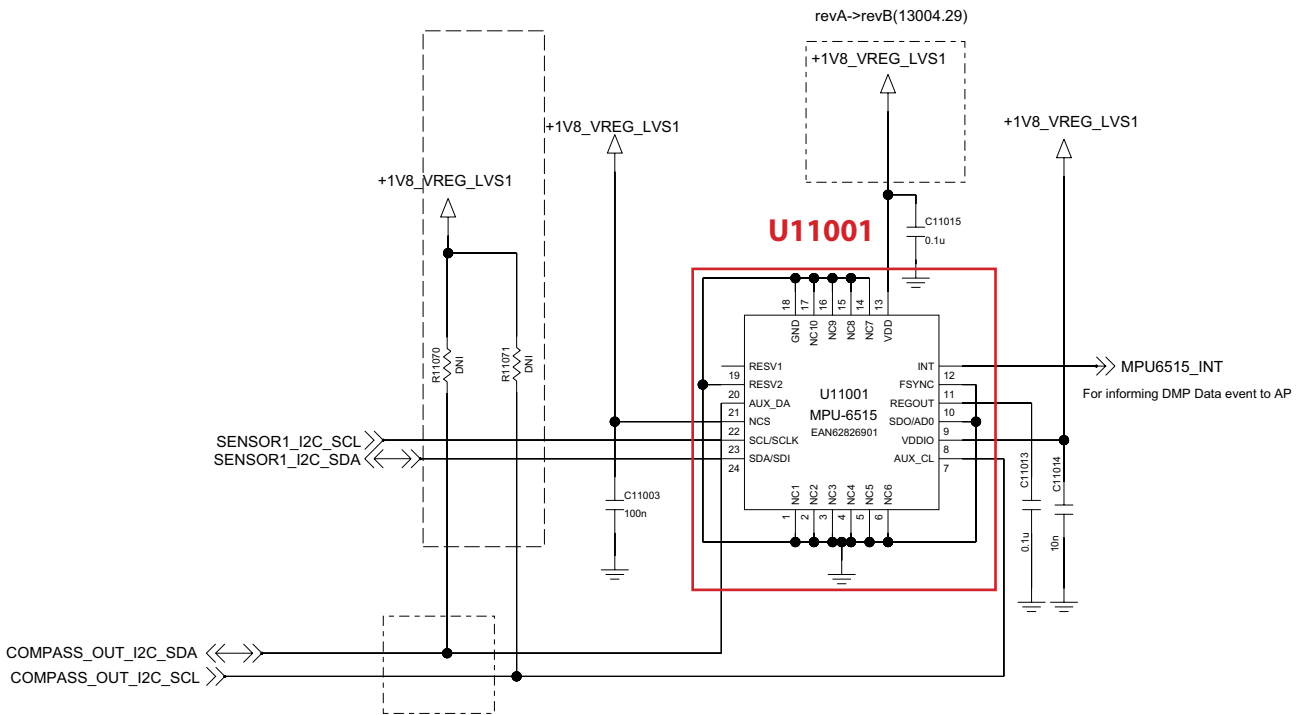 revA->revB(13004.29)
+1V8_VREG_LVS1
+1V8_VREG_LVS1
+1V8_VREG_LVS1
+1V8_VREG_LVS1
C11015
0.1u
U11001
R11070
DNI
R11071
DNI
18
17
16
15
14
13
GND
NC10
NC9
NC8
NC7
VDD
RESV1
19
RESV2
20
AUX_DA
21
NCS
22
SCL/SCLK
23
SDA/SDI
24
U11001
MPU-6515
EAN62826901
INT
12
FSYNC
11
REGOUT
10
SDO/AD0
9
VDDIO
8
AUX_CL
7
NC1
NC2
NC3
NC4
NC5
NC6
1
2
3
4
5
6
MPU6515_INT
For informing DMP Data event to AP
SENSOR1_I2C_SCL
SENSOR1_I2C_SDA
C11003
100n
C11013
0.1u
C11014
10n
COMPASS_OUT_I2C_SDA
COMPASS_OUT_I2C_SCL